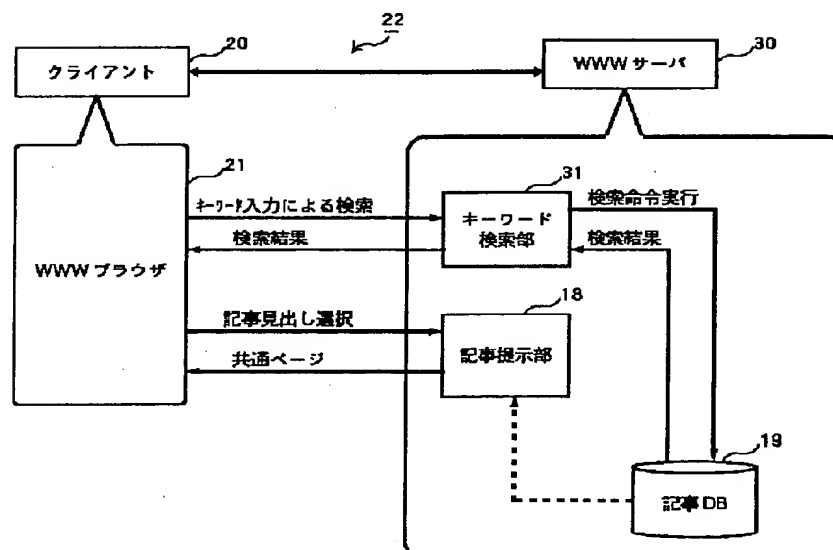 22
20
30
クライアント
WWWサーバ
21
31
キーワード入力による検索
検索命令実行
キーワード
検索部
検索結果
検索結果
WWWブラウザ
18
記事見出し選択
記事提示部
共通ページ
19
記事DB